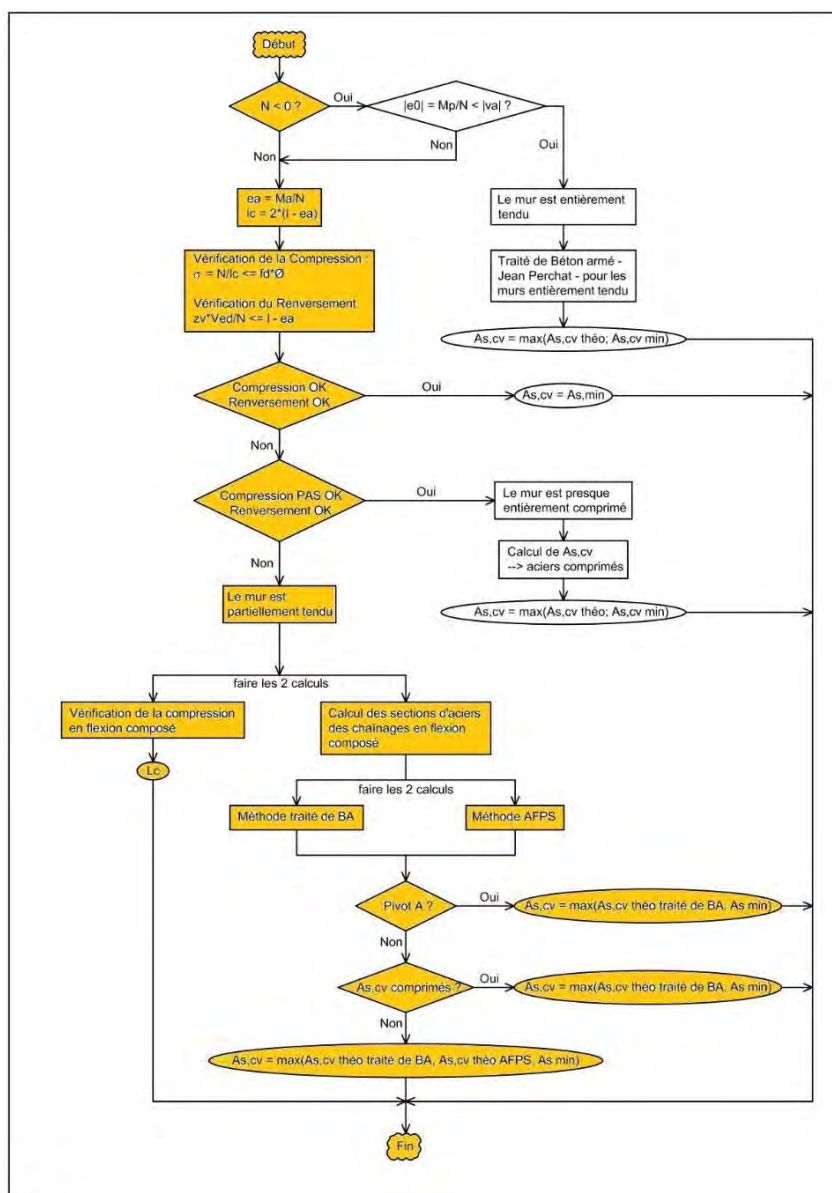 Début
N < 0 ?
Oui
|e0| = Mp/N < |va| ?
Non
Non
Oui
ea = Ma/N
lc = 2*(l - ea)
Le mur est entièrement
tendu
Vérification de la Compression :
σ = N/lc <= fd*Ø
Vérification du Renversement
zv*Ved/N <= l - ea
Traité de Béton armé -
Jean Perchat - pour les
murs entièrement tendu
As,cv = max(As,cv théo; As,cv min)
Compression OK
Renversement OK
Oui
As,cv = As,min
Non
Compression PAS OK
Renversement OK
Oui
Le mur est presque
entièrement comprimé
Non
Calcul de As,cv
--> aciers comprimés
Le mur est
partiellement tendu
As,cv = max(As,cv théo; As,cv min)
faire les 2 calculs
Vérification de la compression
en flexion composé
Calcul des sections d'aciers
des chaînages en flexion
composé
Lc
faire les 2 calculs
Méthode traité de BA
Méthode AFPS
Pivot A ?
Oui
As,cv = max(As,cv théo traité de BA, As min)
Non
As,cv comprimés ?
Oui
As,cv = max(As,cv théo traité de BA, As min)
Non
As,cv = max(As,cv théo traité de BA, As,cv théo AFPS, As min)
Fin